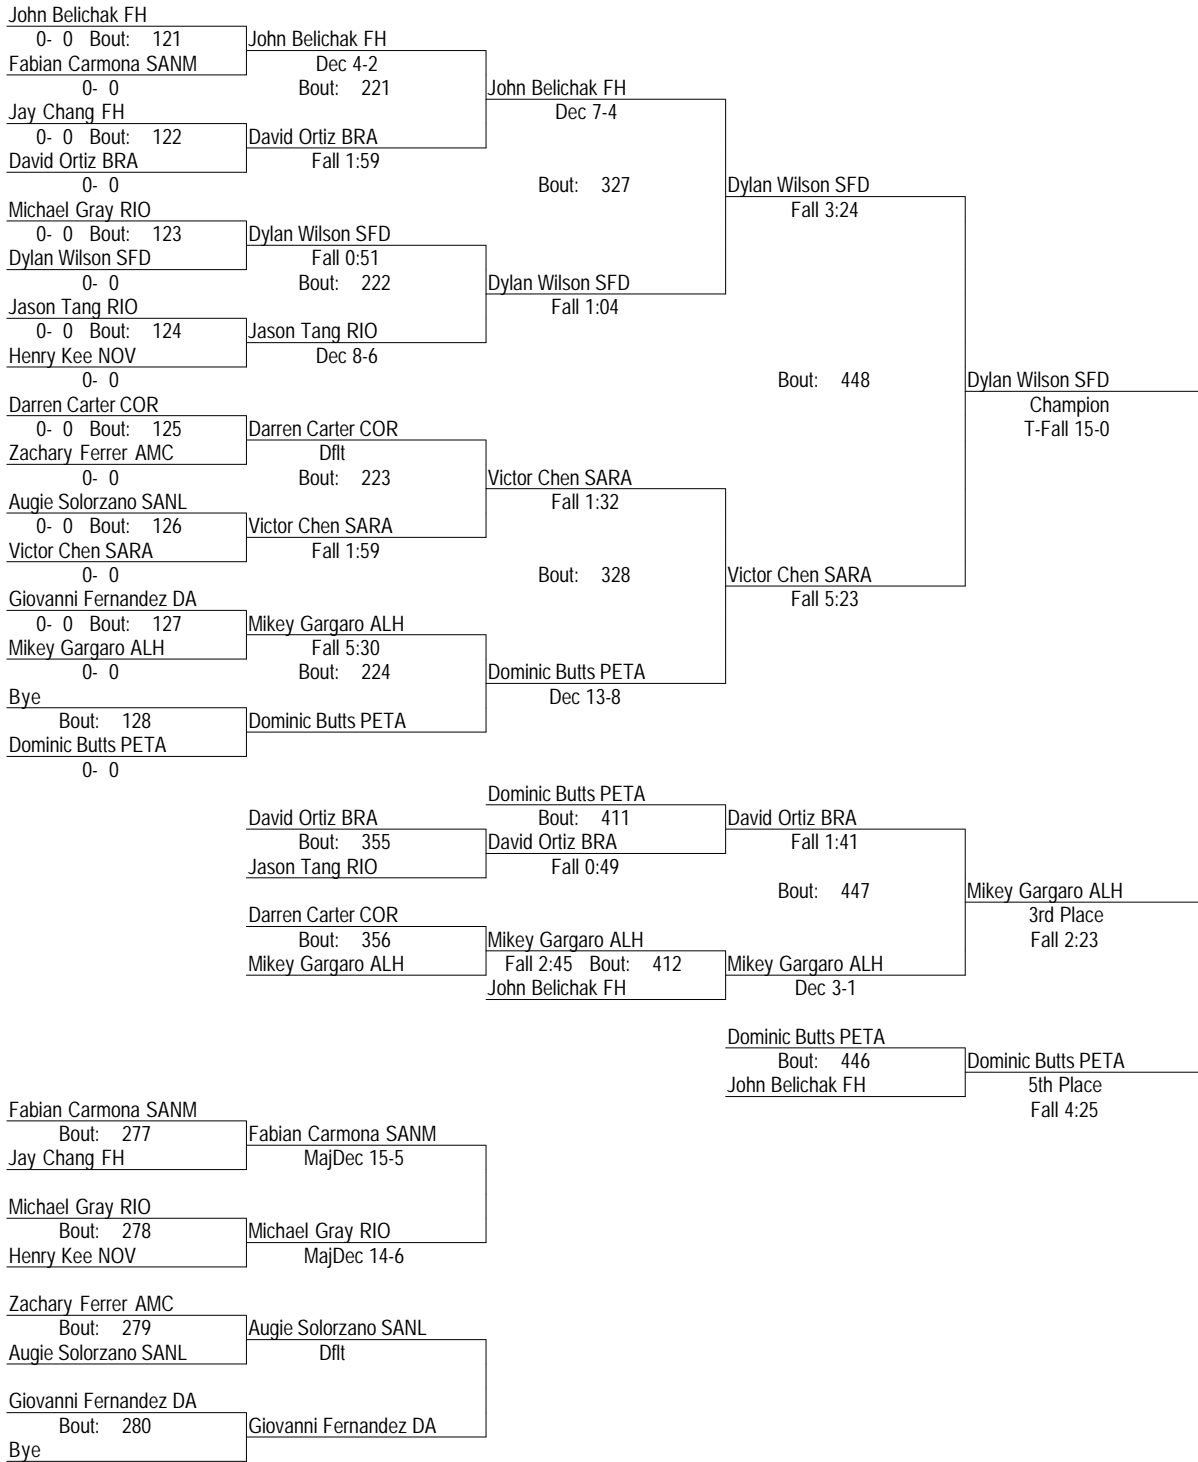 John Belichak FH
0- 0 Bout: 121
John Belichak FH
Fabian Carmona SANM
Dec 4-2
0- 0
Bout: 221
John Belichak FH
Jay Chang FH
Dec 7-4
0- 0 Bout: 122
David Ortiz BRA
David Ortiz BRA
Fall 1:59
0- 0
Bout: 327
Dylan Wilson SFD
Michael Gray RIO
Fall 3:24
0- 0 Bout: 123
Dylan Wilson SFD
Dylan Wilson SFD
Fall 0:51
0- 0
Bout: 222
Dylan Wilson SFD
Jason Tang RIO
Fall 1:04
0- 0 Bout: 124
Jason Tang RIO
Henry Kee NOV
Dec 8-6
0- 0
Bout: 448
Dylan Wilson SFD
Darren Carter COR
Champion
0- 0 Bout: 125
Darren Carter COR
T-Fall 15-0
Zachary Ferrer AMC
Dflt
0- 0
Bout: 223
Victor Chen SARA
Augie Solorzano SANL
Fall 1:32
0- 0 Bout: 126
Victor Chen SARA
Victor Chen SARA
Fall 1:59
0- 0
Bout: 328
Victor Chen SARA
Giovanni Fernandez DA
Fall 5:23
0- 0 Bout: 127
Mikey Gargaro ALH
Mikey Gargaro ALH
Fall 5:30
0- 0
Bout: 224
Dominic Butts PETA
Bye
Dec 13-8
Bout: 128
Dominic Butts PETA
Dominic Butts PETA
0- 0
Dominic Butts PETA
David Ortiz BRA
Bout: 411
David Ortiz BRA
Bout: 355
David Ortiz BRA
Fall 1:41
Jason Tang RIO
Fall 0:49
Bout: 447
Mikey Gargaro ALH
Darren Carter COR
3rd Place
Bout: 356
Mikey Gargaro ALH
Fall 2:23
Mikey Gargaro ALH
Fall 2:45 Bout: 412
Mikey Gargaro ALH
John Belichak FH
Dec 3-1
Dominic Butts PETA
Bout: 446
Dominic Butts PETA
John Belichak FH
5th Place
Fall 4:25
Fabian Carmona SANM
Bout: 277
Fabian Carmona SANM
Jay Chang FH
MajDec 15-5
Michael Gray RIO
Bout: 278
Michael Gray RIO
Henry Kee NOV
MajDec 14-6
Zachary Ferrer AMC
Bout: 279
Augie Solorzano SANL
Augie Solorzano SANL
Dflt
Giovanni Fernandez DA
Bout: 280
Giovanni Fernandez DA
Bye